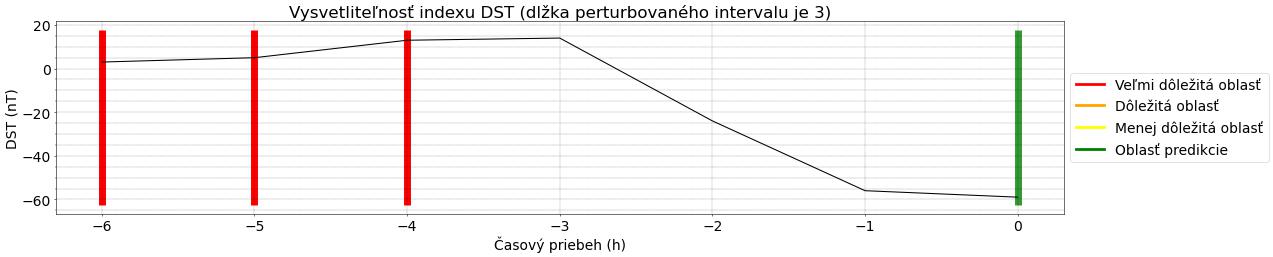 Vysvetliteľnosť indexu DST (dlžka perturbovaného intervalu je 3)
20
0
−20
−40
−60
DST (nT)
−6 −5 −4 −3 −2 −1 0
Časový priebeh (h)
Veľmi dôležitá oblasť
Dôležitá oblasť
Menej dôležitá oblasť
Oblasť predikcie